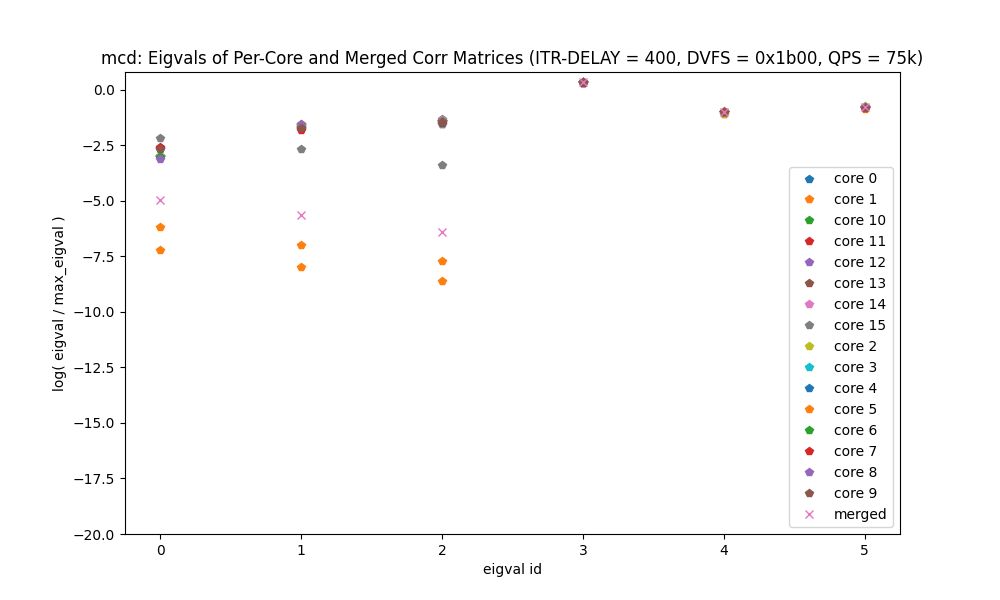 mcd: Eigvals of Per-Core and Merged Corr Matrices (ITR-DELAY = 400, DVFS = 0x1b00, QPS = 75k)
log( eigval / max_eigval )
0.0
−2.5
−5.0
−7.5
−10.0
−12.5
−15.0
−17.5
−20.0
core 0
core 1
core 10
core 11
core 12
core 13
core 14
core 15
core 2
core 3
core 4
core 5
core 6
core 7
core 8
core 9
merged
0 1 2 3 4 5
eigval id